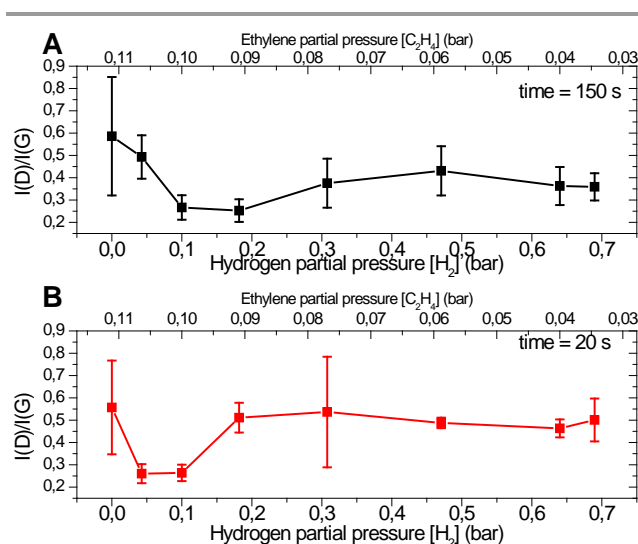 A
Ethylene partial pressure [C₂H₄] (bar)
0,11 0,10 0,09 0,08 0,07 0,06 0,05 0,04 0,03
time = 150 s
I(D)/I(G)
0,9
0,8
0,7
0,6
0,5
0,4
0,3
0,2
0,0 0,1 0,2 0,3 0,4 0,5 0,6 0,7
Hydrogen partial pressure [H₂] (bar)
B
Ethylene partial pressure [C₂H₄] (bar)
0,11 0,10 0,09 0,08 0,07 0,06 0,05 0,04 0,03
time = 20 s
I(D)/I(G)
0,9
0,8
0,7
0,6
0,5
0,4
0,3
0,2
0,0 0,1 0,2 0,3 0,4 0,5 0,6 0,7
Hydrogen partial pressure [H₂] (bar)